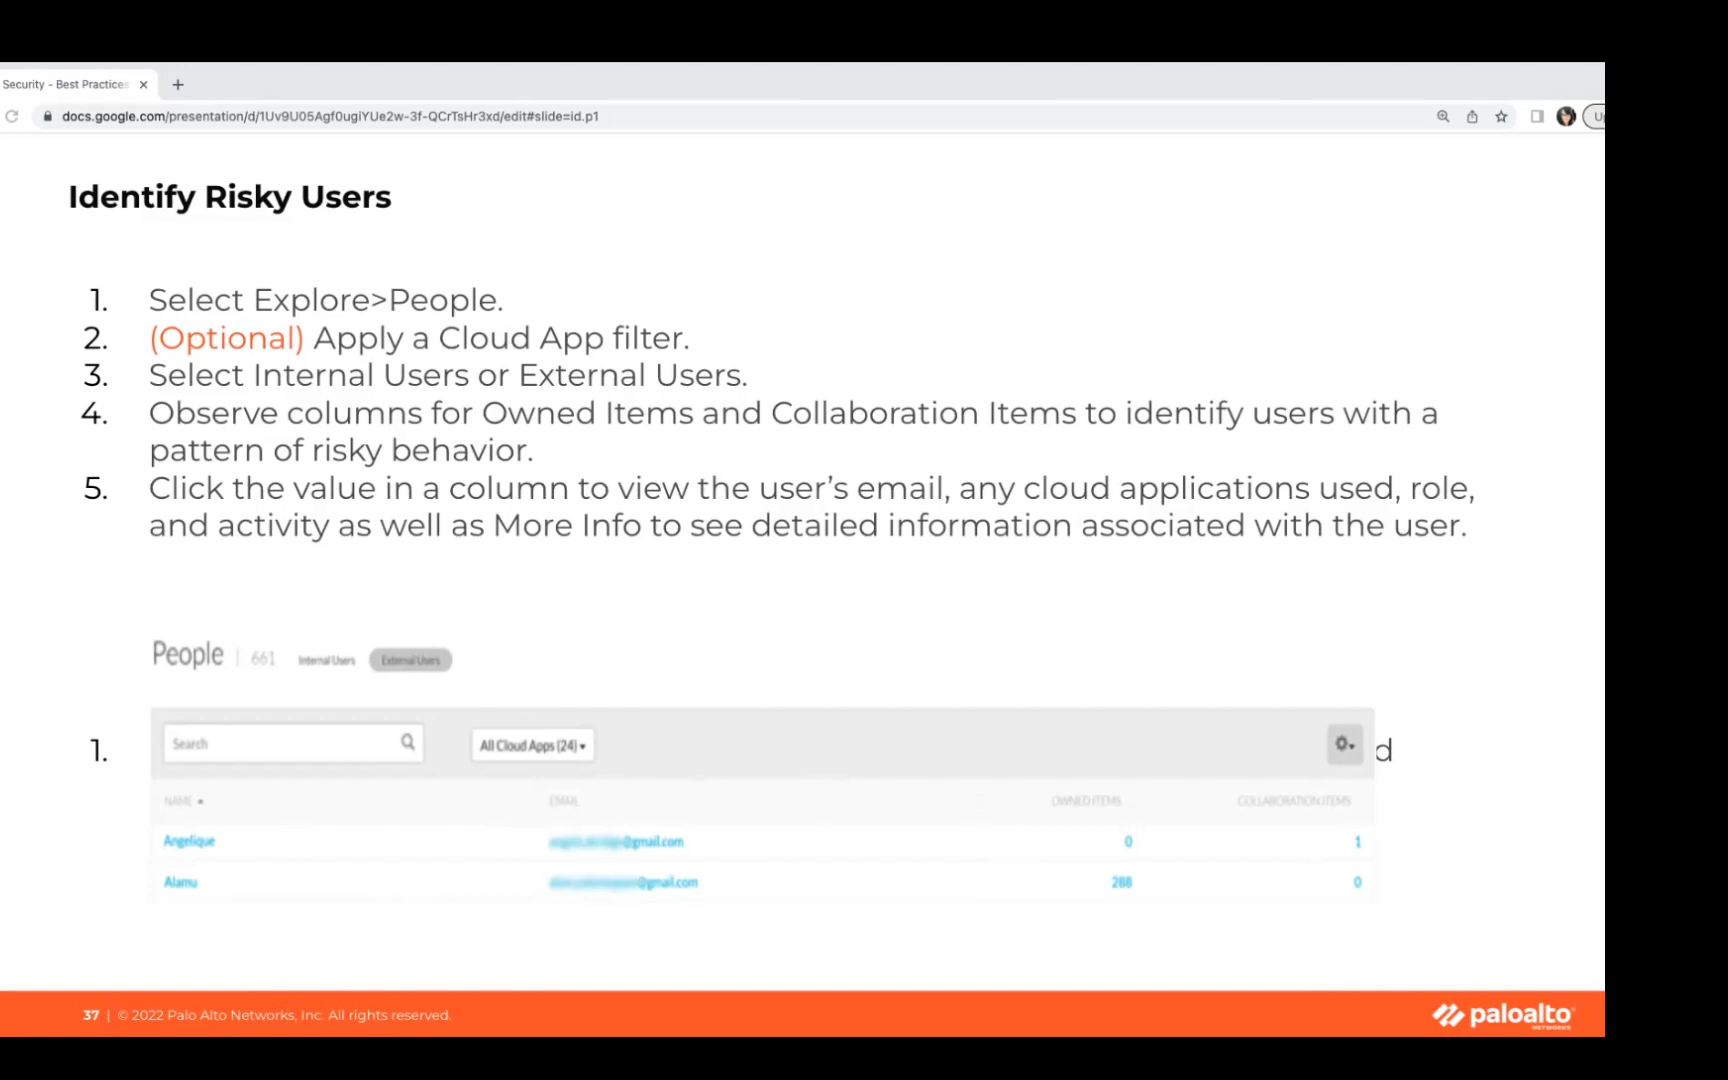 Security - Best Practices
docs.google.com/presentation/d/1Uv9U05Agf0ugiYUe2w-3f-QCrTsHr3xd/edit#slide=id.p1
Identify Risky Users
1. Select Explore>People.
2. (Optional) Apply a Cloud App filter.
3. Select Internal Users or External Users.
4. Observe columns for Owned Items and Collaboration Items to identify users with a
pattern of risky behavior.
5. Click the value in a column to view the user’s email, any cloud applications used, role,
and activity as well as More Info to see detailed information associated with the user.
People | 661 Internal Users External Users
1. Search All Cloud Apps (24) d
NAME EMAIL OWNED ITEMS COLLABORATION ITEMS
Angelique @gmail.com 0 1
Alamu @gmail.com 288 0
37 | © 2022 Palo Alto Networks, Inc. All rights reserved. paloalto
NETWORKS